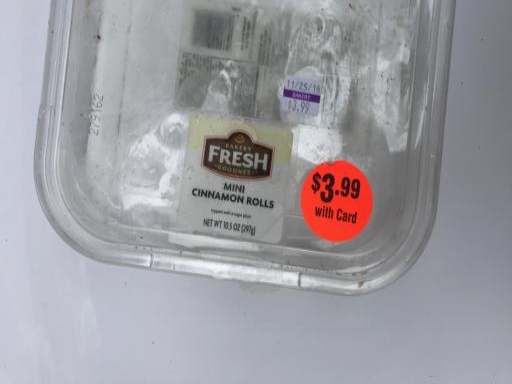 279162
11/25/16
BAKERY
$3.99
BAKERY
FRESH
GOODNESS
MINI
CINNAMON ROLLS
NET WT 10.5 OZ (297g)
$3.99
with Card